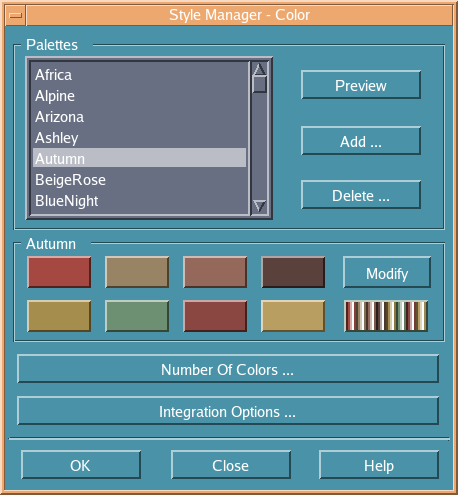 Style Manager - Color
Palettes
Africa
Alpine
Arizona
Ashley
Autumn
BeigeRose
BlueNight
Preview
Add ...
Delete ...
Autumn
Modify
Number Of Colors ...
Integration Options ...
OK
Close
Help